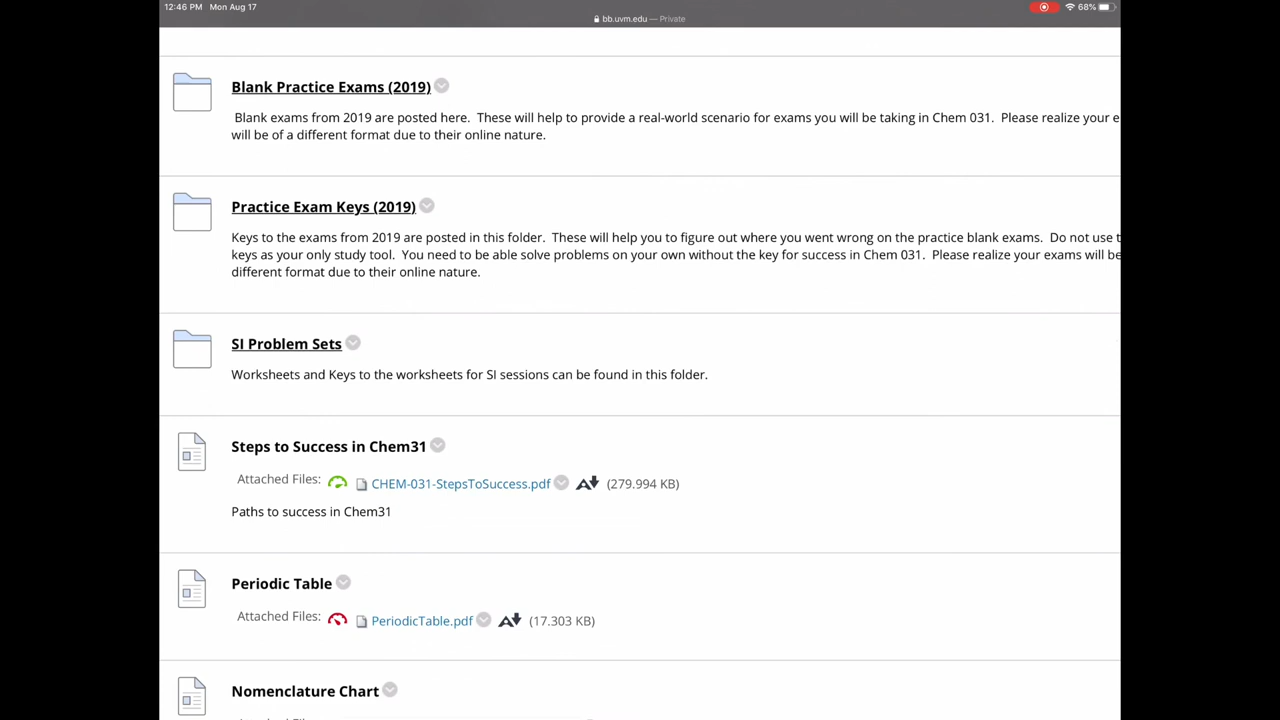 12:46 PM Mon Aug 17
68%
bb.uvm.edu — Private
Blank Practice Exams (2019)
Blank exams from 2019 are posted here. These will help to provide a real-world scenario for exams you will be taking in Chem 031. Please realize your e
will be of a different format due to their online nature.
Practice Exam Keys (2019)
Keys to the exams from 2019 are posted in this folder. These will help you to figure out where you went wrong on the practice blank exams. Do not use t
keys as your only study tool. You need to be able solve problems on your own without the key for success in Chem 031. Please realize your exams will be
different format due to their online nature.
SI Problem Sets
Worksheets and Keys to the worksheets for SI sessions can be found in this folder.
Steps to Success in Chem31
Attached Files: CHEM-031-StepsToSuccess.pdf (279.994 KB)
Paths to success in Chem31
Periodic Table
Attached Files: PeriodicTable.pdf (17.303 KB)
Nomenclature Chart